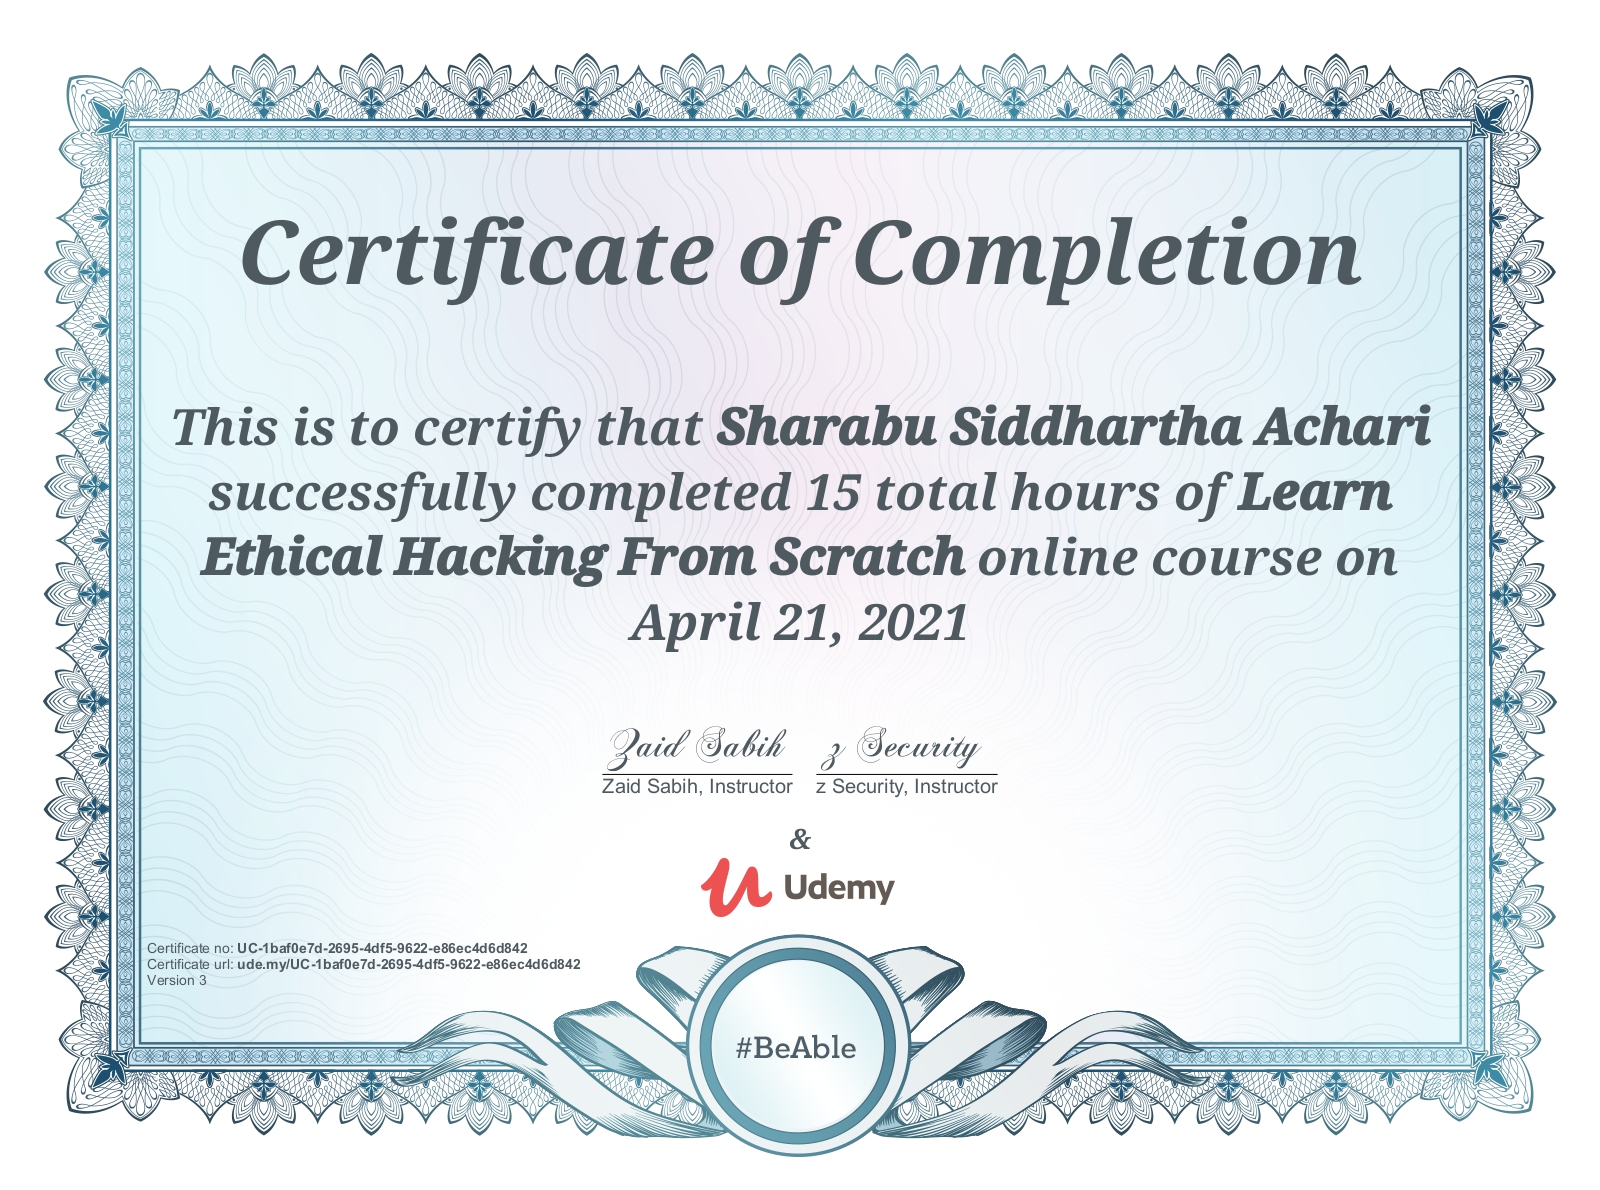 Certificate of Completion
This is to certify that Sharabu Siddhartha Achari
successfully completed 15 total hours of Learn
Ethical Hacking From Scratch online course on
April 21, 2021
Zaid Sabih z Security
Zaid Sabih, Instructor z Security, Instructor
&
Udemy
Certificate no: UC-1baf0e7d-2695-4df5-9622-e86ec4d6d842
Certificate url: ude.my/UC-1baf0e7d-2695-4df5-9622-e86ec4d6d842
Version 3
#BeAble